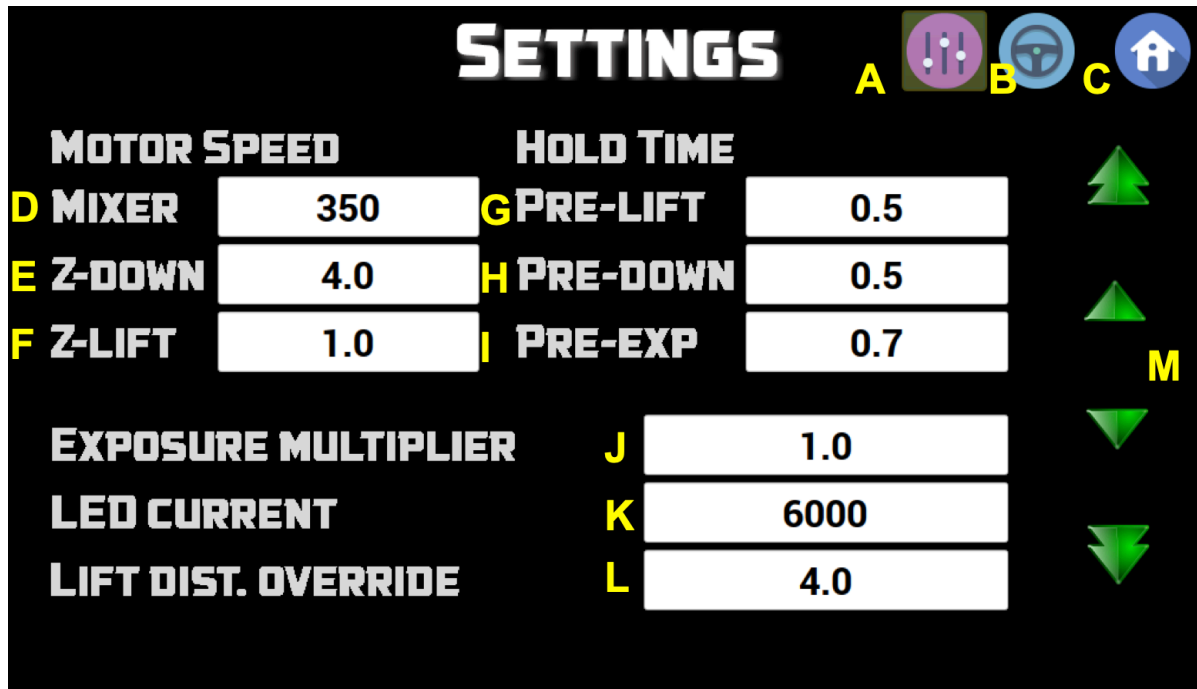 SETTINGS
A B C
MOTOR SPEED HOLD TIME
D MIXER 350 G PRE-LIFT 0.5
E Z-DOWN 4.0 H PRE-DOWN 0.5
F Z-LIFT 1.0 I PRE-EXP 0.7
M
EXPOSURE MULTIPLIER J 1.0
LED CURRENT K 6000
LIFT DIST. OVERRIDE L 4.0